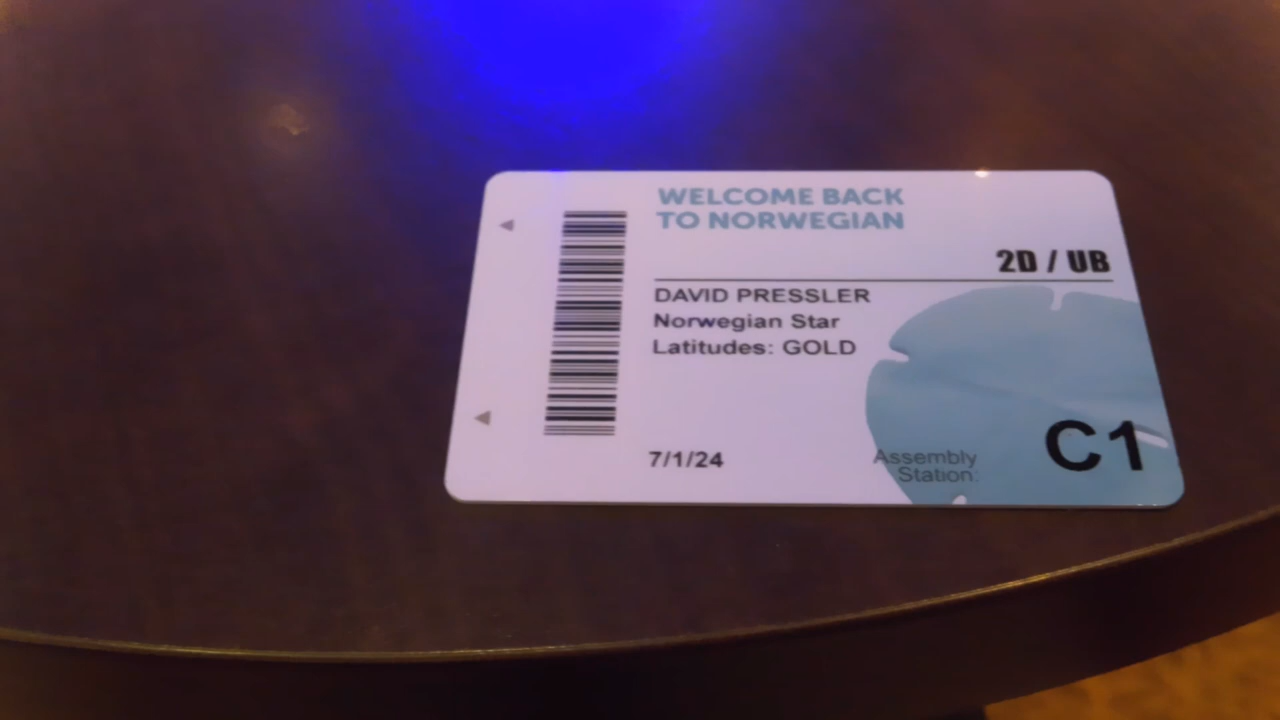 WELCOME BACK
TO NORWEGIAN
2D / UB
DAVID PRESSLER
Norwegian Star
Latitudes: GOLD
7/1/24
Assembly
Station:
C1